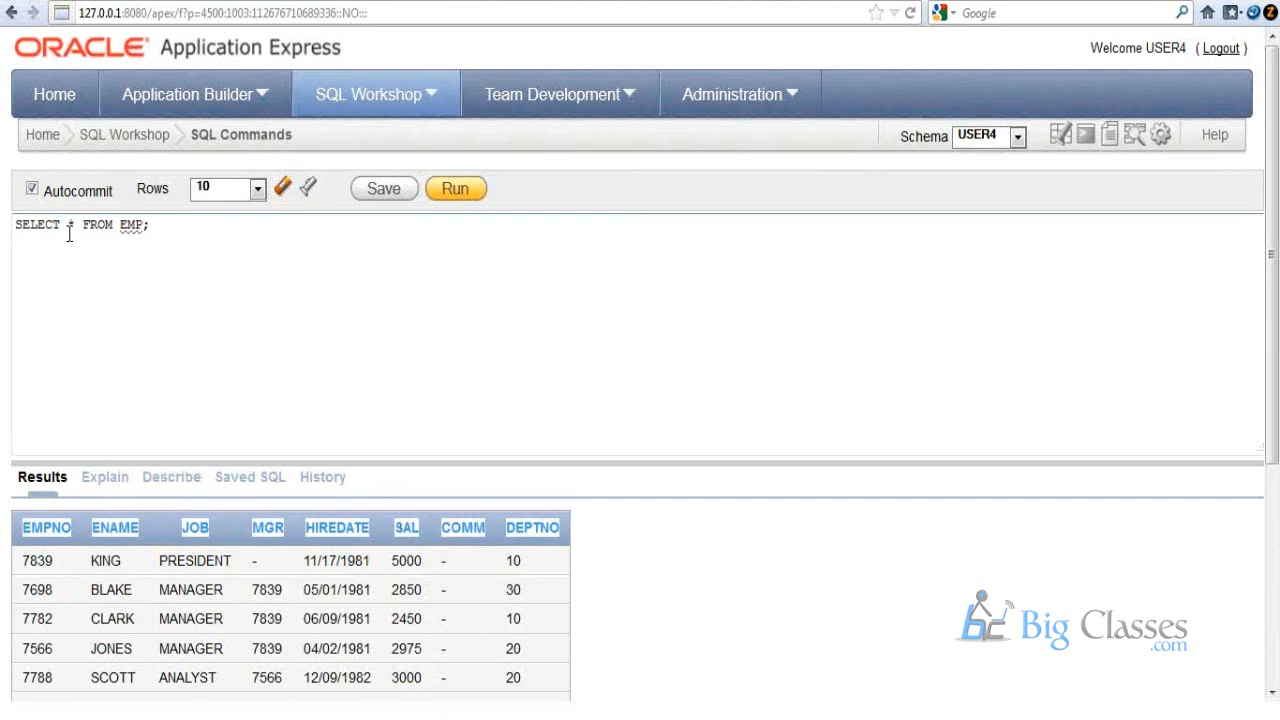 127.0.0.1:8080/apex/f?p=4500:1003:112676710689336::NO:::
Google
ORACLE Application Express
Welcome USER4 ( Logout )
Home Application Builder SQL Workshop Team Development Administration
Home SQL Workshop SQL Commands Schema USER4 Help
Autocommit Rows 10 Save Run
SELECT * FROM EMP;
Results Explain Describe Saved SQL History
EMPNO ENAME JOB MGR HIREDATE SAL COMM DEPTNO
7839 KING PRESIDENT - 11/17/1981 5000 - 10
7698 BLAKE MANAGER 7839 05/01/1981 2850 - 30
7782 CLARK MANAGER 7839 06/09/1981 2450 - 10
7566 JONES MANAGER 7839 04/02/1981 2975 - 20
7788 SCOTT ANALYST 7566 12/09/1982 3000 - 20
bc Big Classes
.com